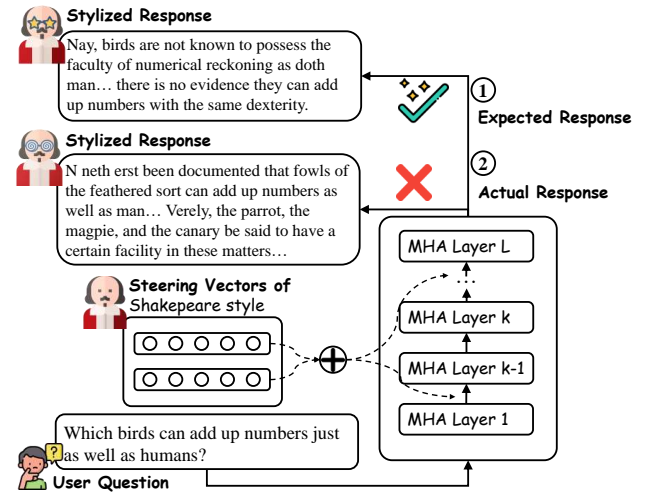 Stylized Response
Nay, birds are not known to possess the
faculty of numerical reckoning as doth
man… there is no evidence they can add
up numbers with the same dexterity.
1
Expected Response
Stylized Response
N neth erst been documented that fowls of
the feathered sort can add up numbers as
well as man… Verely, the parrot, the
magpie, and the canary be said to have a
certain facility in these matters…
2
Actual Response
MHA Layer L
...
MHA Layer k
MHA Layer k-1
MHA Layer 1
Steering Vectors of
Shakepeare style
Which birds can add up numbers just
as well as humans?
?
User Question